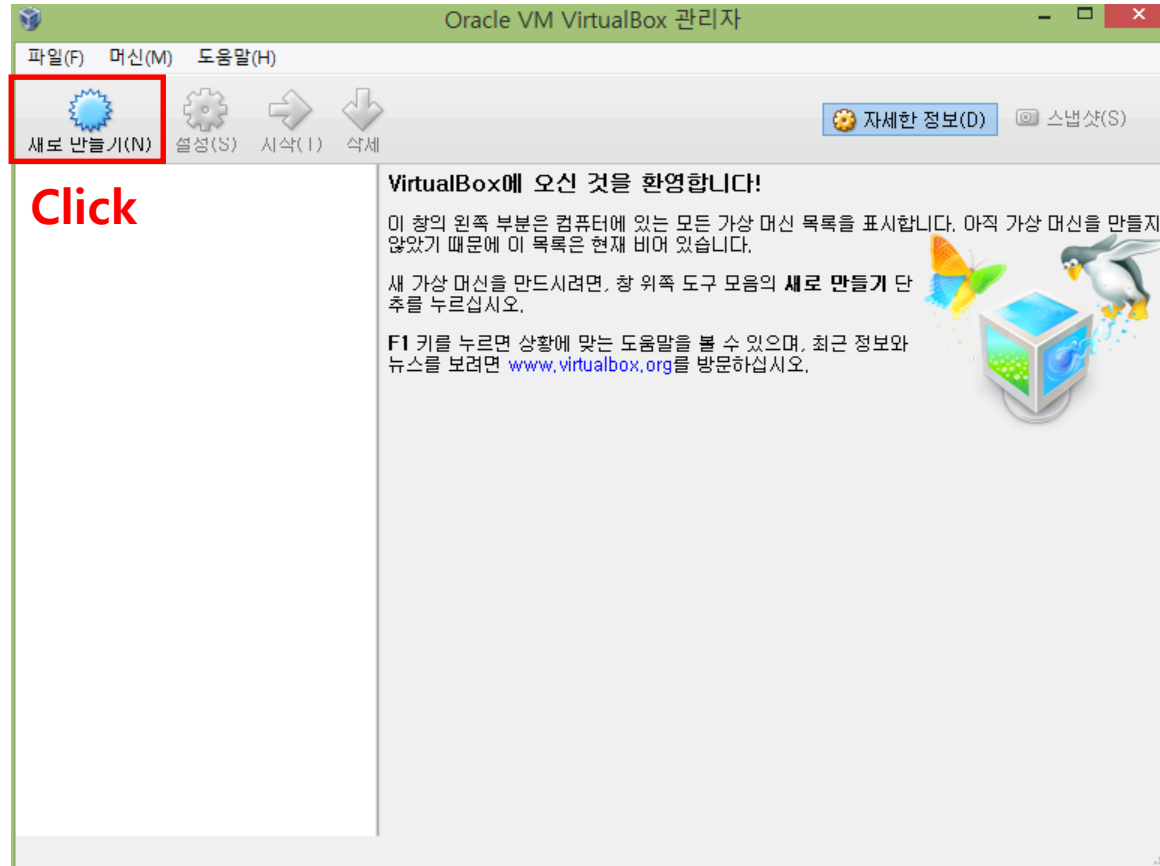 Oracle VM VirtualBox 관리자
파일(F) 머신(M) 도움말(H)
새로 만들기(N) 설정(S) 시작(T) 삭제 자세한 정보(D) 스냅샷(S)
Click
VirtualBox에 오신 것을 환영합니다!
이 창의 왼쪽 부분은 컴퓨터에 있는 모든 가상 머신 목록을 표시합니다. 아직 가상 머신을 만들지
않았기 때문에 이 목록은 현재 비어 있습니다.
새 가상 머신을 만드시려면, 창 위쪽 도구 모음의 새로 만들기 단
추를 누르십시오.
F1 키를 누르면 상황에 맞는 도움말을 볼 수 있으며, 최근 정보와
뉴스를 보려면 www.virtualbox.org를 방문하십시오.